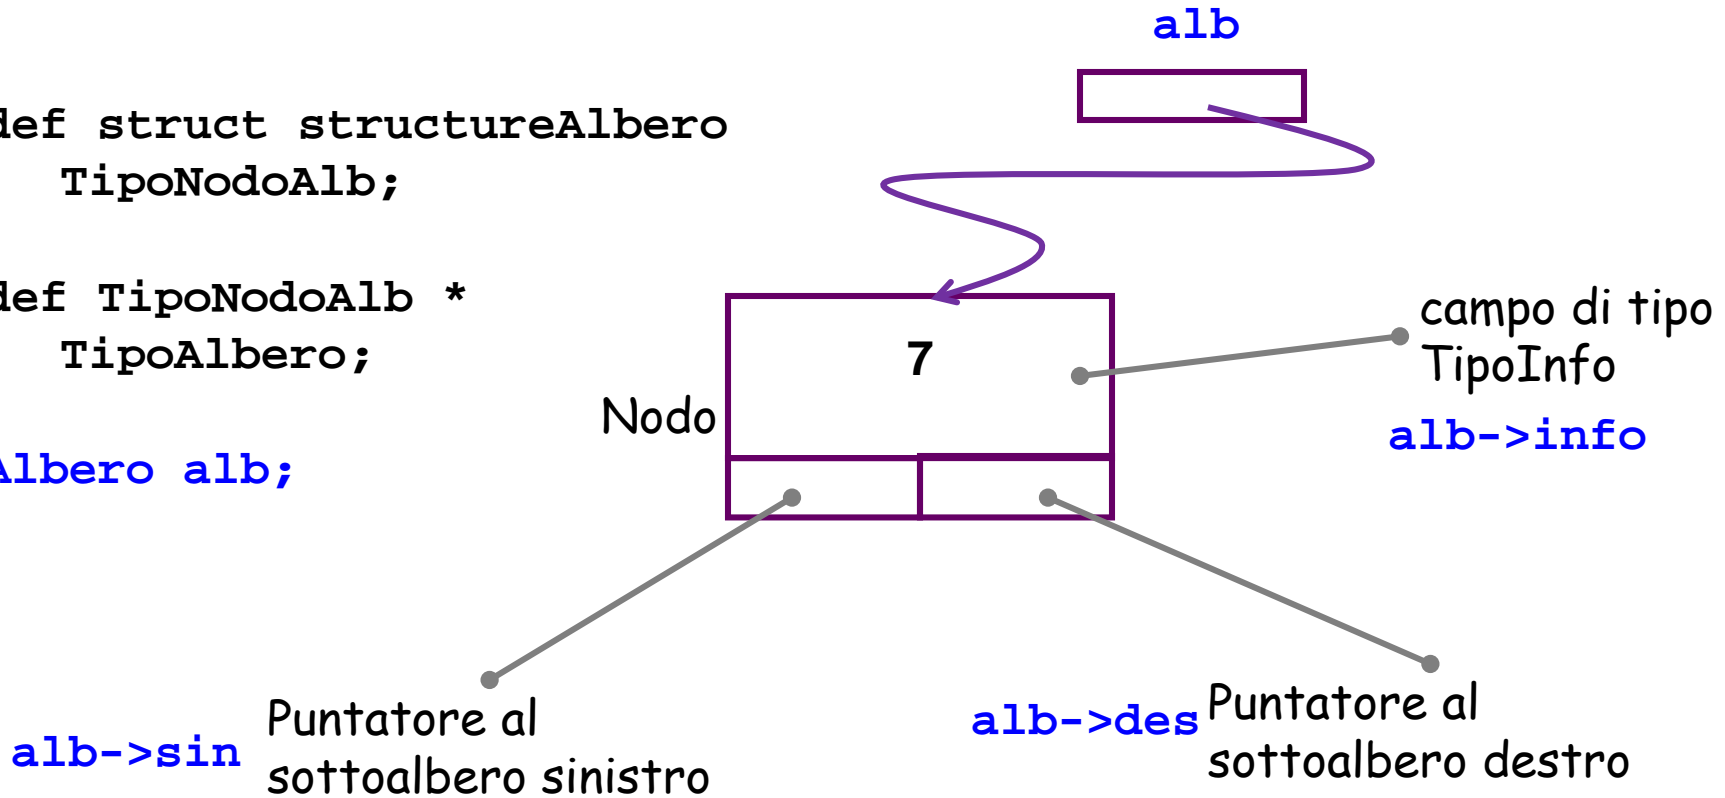 alb
def struct structureAlbero
TipoNodoAlb;
def TipoNodoAlb *
TipoAlbero;
Albero alb;
7
Nodo
campo di tipo
TipoInfo
alb->info
alb->sin
Puntatore al
sottoalbero sinistro
alb->des
Puntatore al
sottoalbero destro